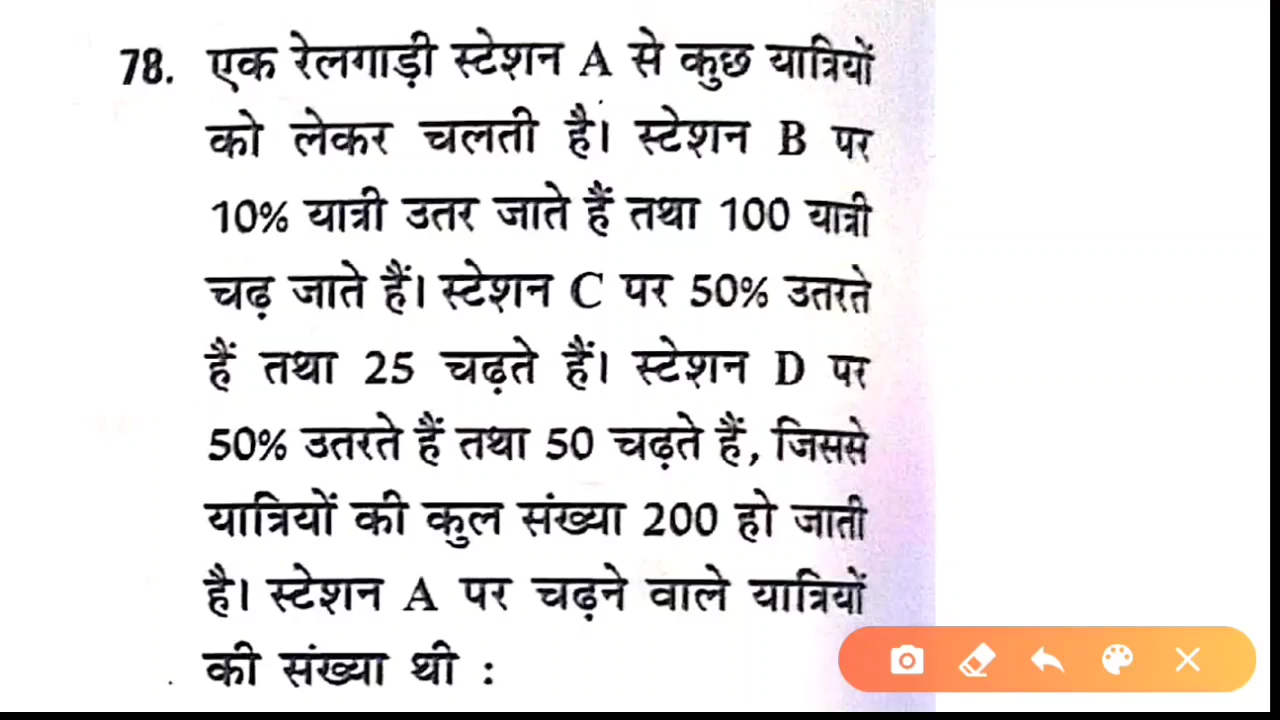 78. एक रेलगाड़ी स्टेशन A से कुछ यात्रियों
को लेकर चलती है। स्टेशन B पर
10% यात्री उतर जाते हैं तथा 100 यात्री
चढ़ जाते हैं। स्टेशन C पर 50% उतरते
हैं तथा 25 चढ़ते हैं। स्टेशन D पर
50% उतरते हैं तथा 50 चढ़ते हैं, जिससे
यात्रियों की कुल संख्या 200 हो जाती
है। स्टेशन A पर चढ़ने वाले यात्रियों
की संख्या थी :